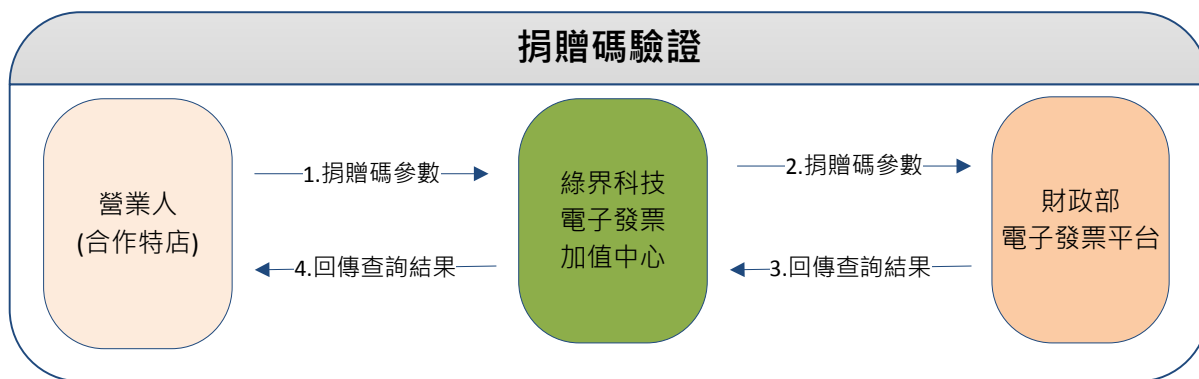 捐贈碼驗證
營業人
(合作特店)
1.捐贈碼參數
4.回傳查詢結果
綠界科技
電子發票
加值中心
2.捐贈碼參數
3.回傳查詢結果
財政部
電子發票平台